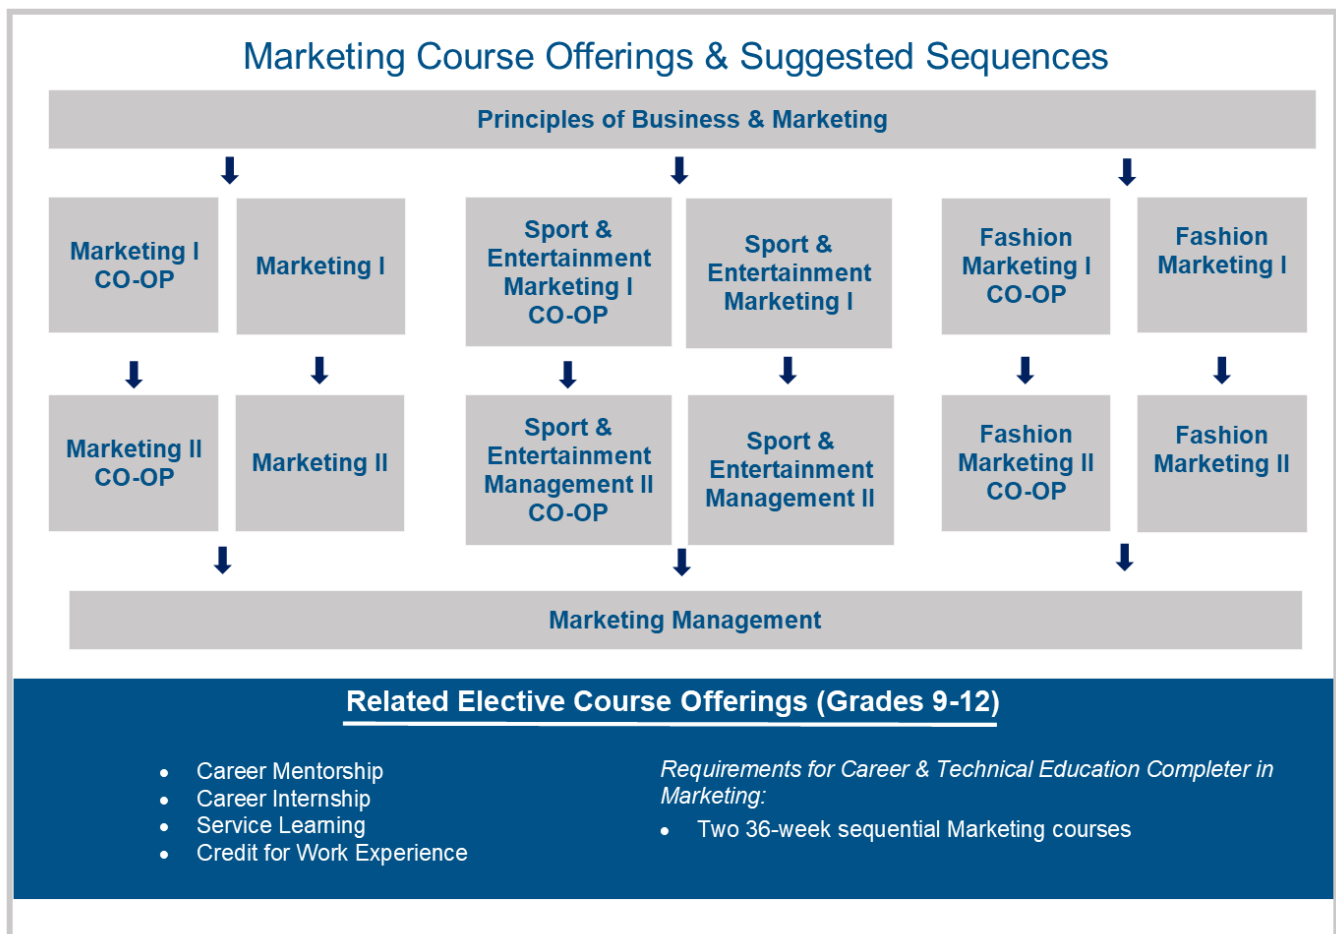 Marketing Course Offerings & Suggested Sequences
Principles of Business & Marketing
Marketing I
CO-OP
Marketing I
Sport &
Entertainment
Marketing I
CO-OP
Sport &
Entertainment
Marketing I
Fashion
Marketing I
CO-OP
Fashion
Marketing I
Marketing II
CO-OP
Marketing II
Sport &
Entertainment
Management II
CO-OP
Sport &
Entertainment
Management II
Fashion
Marketing II
CO-OP
Fashion
Marketing II
Marketing Management
Related Elective Course Offerings (Grades 9-12)
• Career Mentorship
• Career Internship
• Service Learning
• Credit for Work Experience
Requirements for Career & Technical Education Completer in
Marketing:
• Two 36-week sequential Marketing courses